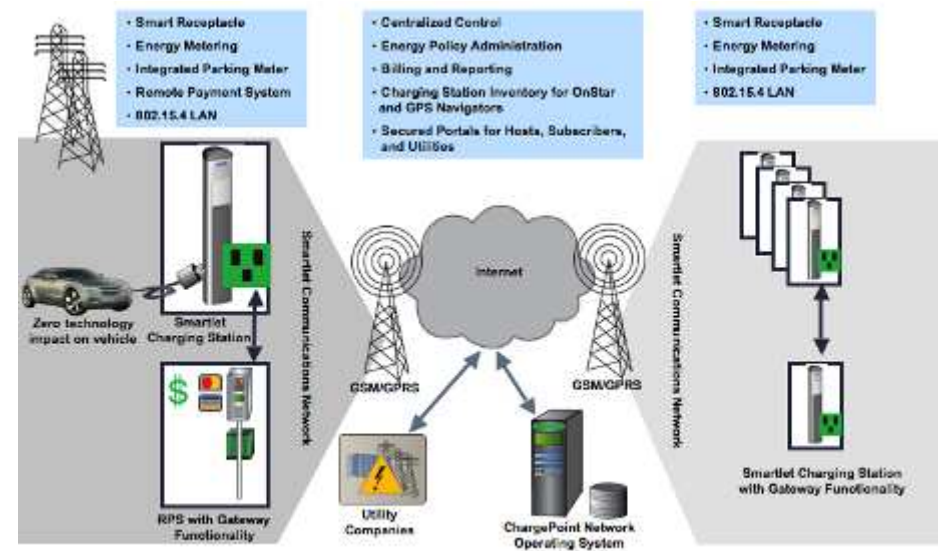 • Smart Receptacle
• Energy Metering
• Integrated Parking Meter
• Remote Payment System
• 802.15.4 LAN
• Centralized Control
• Energy Policy Administration
• Billing and Reporting
• Charging Station Inventory for OnStar
and GPS Navigators
• Secured Portals for Hosts, Subscribers,
and Utilities
• Smart Receptacle
• Energy Metering
• Integrated Parking Meter
• 802.15.4 LAN
Zero technology
impact on vehicle
Smartlet
Charging Station
$
RPS with Gateway
Functionality
Smartlet Communications Network
GSM/GPRS
Internet
GSM/GPRS
Utility
Companies
ChargePoint Network
Operating System
Smartlet Communications Network
Smartlet Charging Station
with Gateway Functionality